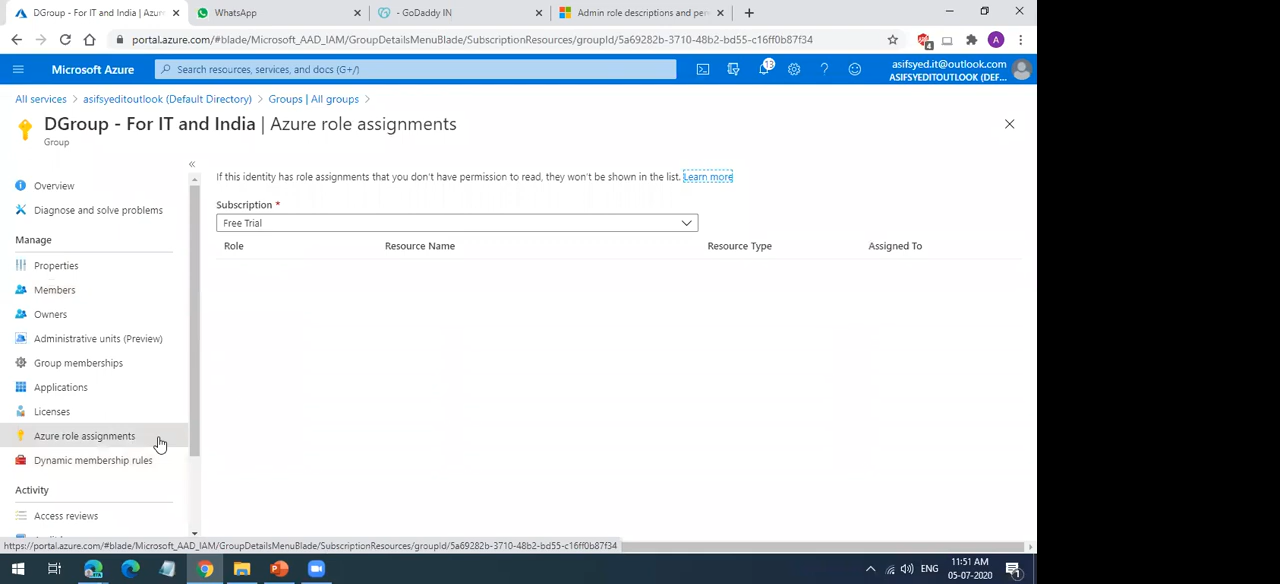 DGroup - For IT and India | Azur
WhatsApp
- GoDaddy IN
Admin role descriptions and per
portal.azure.com/#blade/Microsoft_AAD_IAM/GroupDetailsMenuBlade/SubscriptionResources/groupId/5a69282b-3710-48b2-bd55-c16ff0b87f34
4
A
Microsoft Azure
Search resources, services, and docs (G+/)
13
asifsyed.it@outlook.com
ASIFSYEDITOUTLOOK (DEF...
All services > asifsyeditoutlook (Default Directory) > Groups | All groups >
DGroup - For IT and India | Azure role assignments
Group
Overview
Diagnose and solve problems
Manage
Properties
Members
Owners
Administrative units (Preview)
Group memberships
Applications
Licenses
Azure role assignments
Dynamic membership rules
Activity
Access reviews
If this identity has role assignments that you don't have permission to read, they won't be shown in the list. Learn more
Subscription *
Free Trial
Role Resource Name Resource Type Assigned To
https://portal.azure.com/#blade/Microsoft_AAD_IAM/GroupDetailsMenuBlade/SubscriptionResources/groupId/5a69282b-3710-48b2-bd55-c16ff0b87f34
ENG
11:51 AM
05-07-2020
1